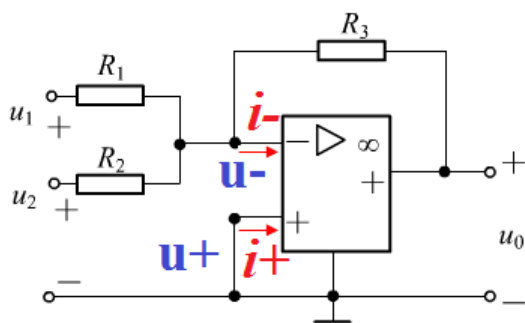 R₃
R₁
u₁
+
i-
− ▷ ∞
+
+
R₂
u-
u₂
+
+
u+
i+
u₀
−
−